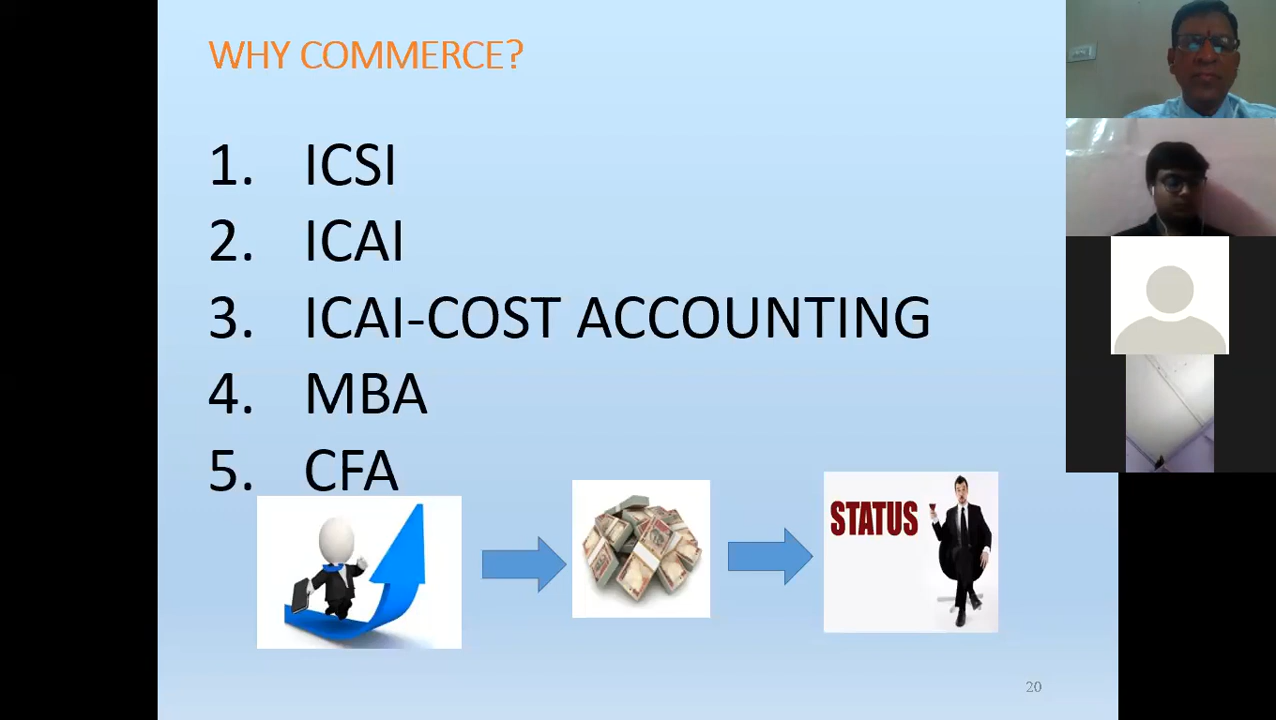 WHY COMMERCE?
1. ICSI
2. ICAI
3. ICAI-COST ACCOUNTING
4. MBA
5. CFA
STATUS
20